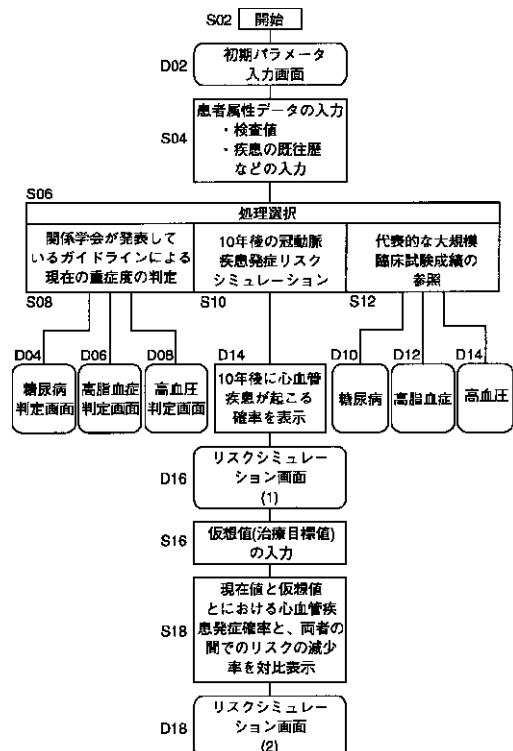 S02
開始
D02
初期パラメータ
入力画面
S04
患者属性データの入力
・検査値
・疾患の既往歴
などの入力
S06
処理選択
関係学会が発表して
いるガイドラインによる
現在の重症度の判定
10年後の冠動脈
疾患発症リスク
シミュレーション
代表的な大規模
臨床試験成績の
参照
S08
S10
S12
D04
D06
D08
D14
D10
D12
D14
糖尿病
判定画面
高脂血症
判定画面
高血圧
判定画面
10年後に心血管
疾患が起こる
確率を表示
糖尿病
高脂血症
高血圧
D16
リスクシミュレー
ション画面
(1)
S16
仮想値(治療目標値)
の入力
S18
現在値と仮想値
とにおける心血管疾
患発症確率と、両者の
間でのリスクの減少
率を対比表示
D18
リスクシミュレー
ション画面
(2)